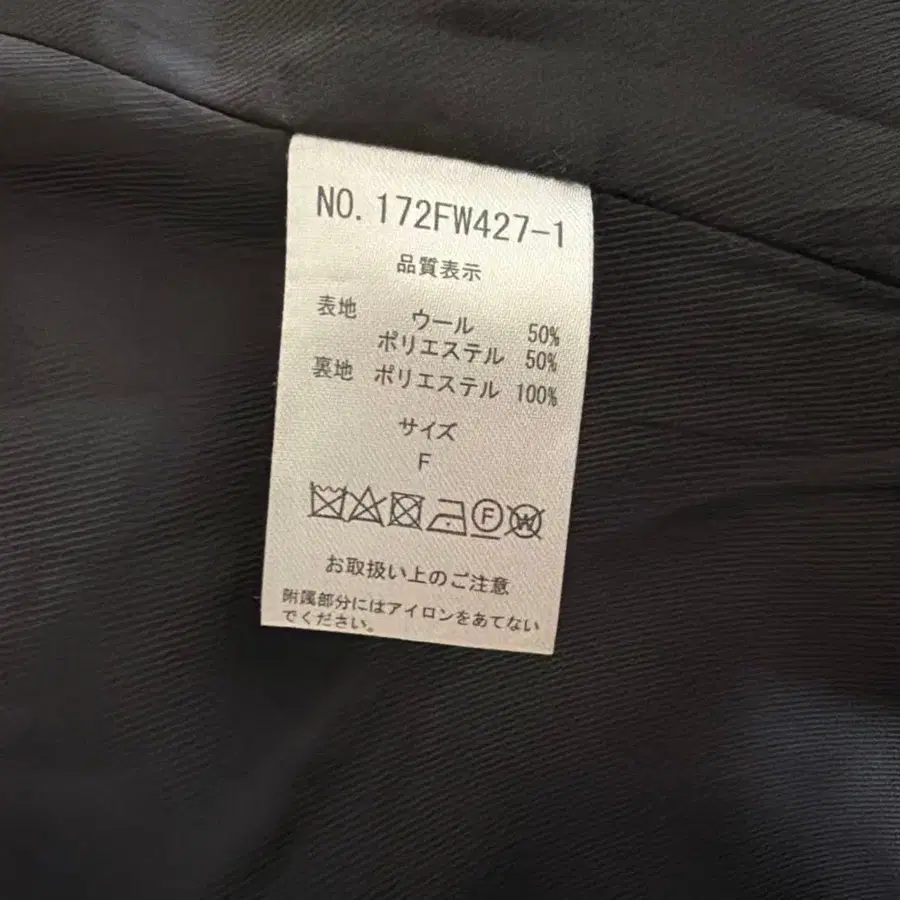 NO. 172FW427-1
品質表示
表地 ウール 50%
ポリエステル 50%
裏地 ポリエステル 100%
サイズ
F
F W
お取扱い上のご注意
附属部分にはアイロンをあてない
でください。